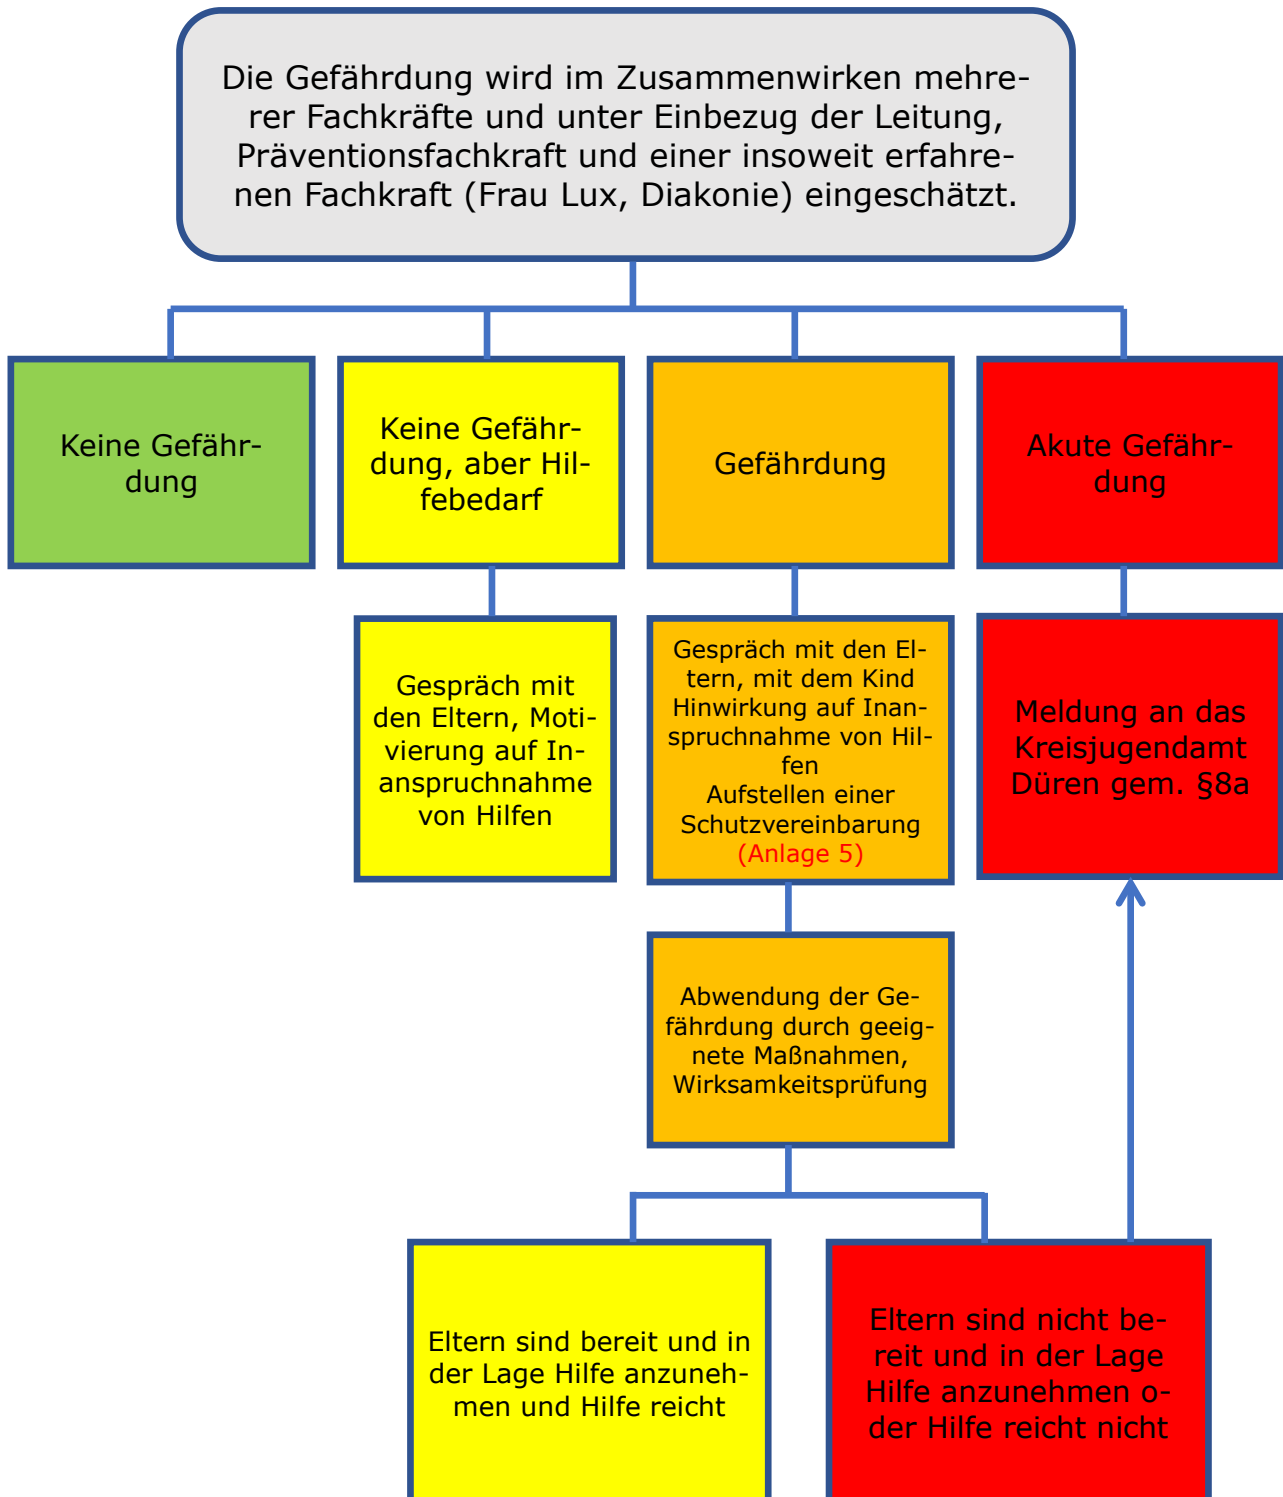 Die Gefährdung wird im Zusammenwirken mehre-
rer Fachkräfte und unter Einbezug der Leitung,
Präventionsfachkraft und einer insoweit erfahre-
nen Fachkraft (Frau Lux, Diakonie) eingeschätzt.
Keine Gefähr-
dung
Keine Gefähr-
dung, aber Hil-
febedarf
Gefährdung
Akute Gefähr-
dung
Gespräch mit
den Eltern, Moti-
vierung auf In-
anspruchnahme
von Hilfen
Gespräch mit den El-
tern, mit dem Kind
Hinwirkung auf Inan-
spruchnahme von Hil-
fen
Aufstellen einer
Schutzvereinbarung
(Anlage 5)
Meldung an das
Kreisjugendamt
Düren gem. §8a
Abwendung der Ge-
fährdung durch geeig-
nete Maßnahmen,
Wirksamkeitsprüfung
Eltern sind bereit und in
der Lage Hilfe anzuneh-
men und Hilfe reicht
Eltern sind nicht be-
reit und in der Lage
Hilfe anzunehmen o-
der Hilfe reicht nicht